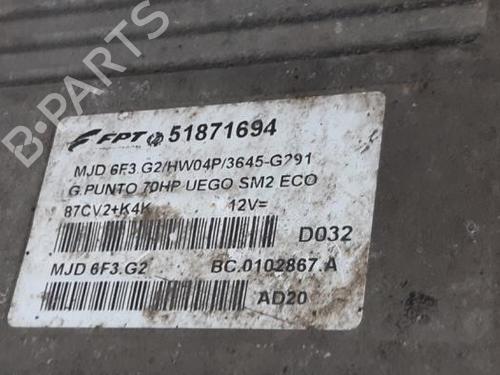 B-PARTS
FPT 51871694
MJD 6F3.G2/HW04P/3645-G291
G.PUNTO 70HP UEGO SM2 ECO
87CV2+K4K 12V=
D032
MJD 6F3.G2 BC.0102867.A
AD20